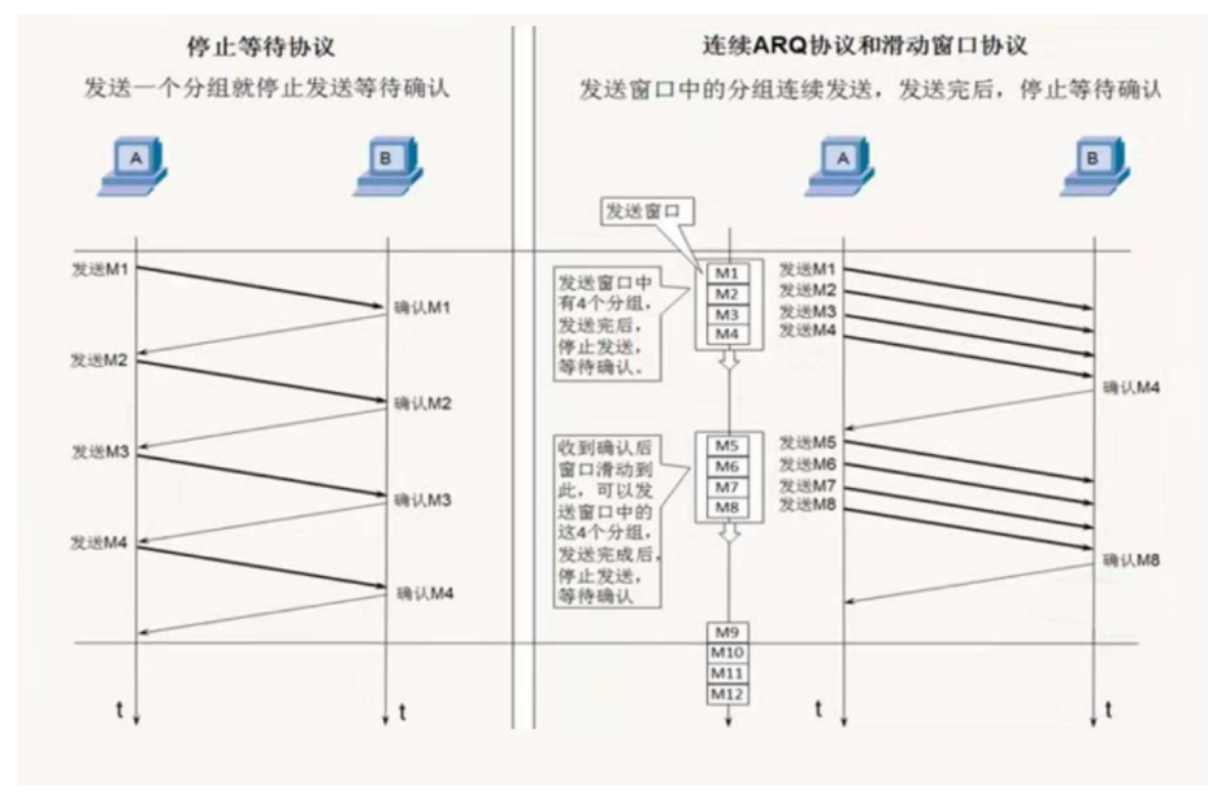 停止等待协议
发送一个分组就停止发送等待确认
A
B
发送M1
确认M1
发送M2
确认M2
发送M3
确认M3
发送M4
确认M4
t
t
连续ARQ协议和滑动窗口协议
发送窗口中的分组连续发送，发送完后，停止等待确认
A
B
发送窗口
发送窗口中
有4个分组，
发送完后，
停止发送，
等待确认。
M1
M2
M3
M4
发送M1
发送M2
发送M3
发送M4
确认M4
收到确认后
窗口滑动到
此，可以发
送窗口中的
这4个分组，
发送完成后，
停止发送，
等待确认
M5
M6
M7
M8
发送M5
发送M6
发送M7
发送M8
确认M8
M9
M10
M11
M12
t
t